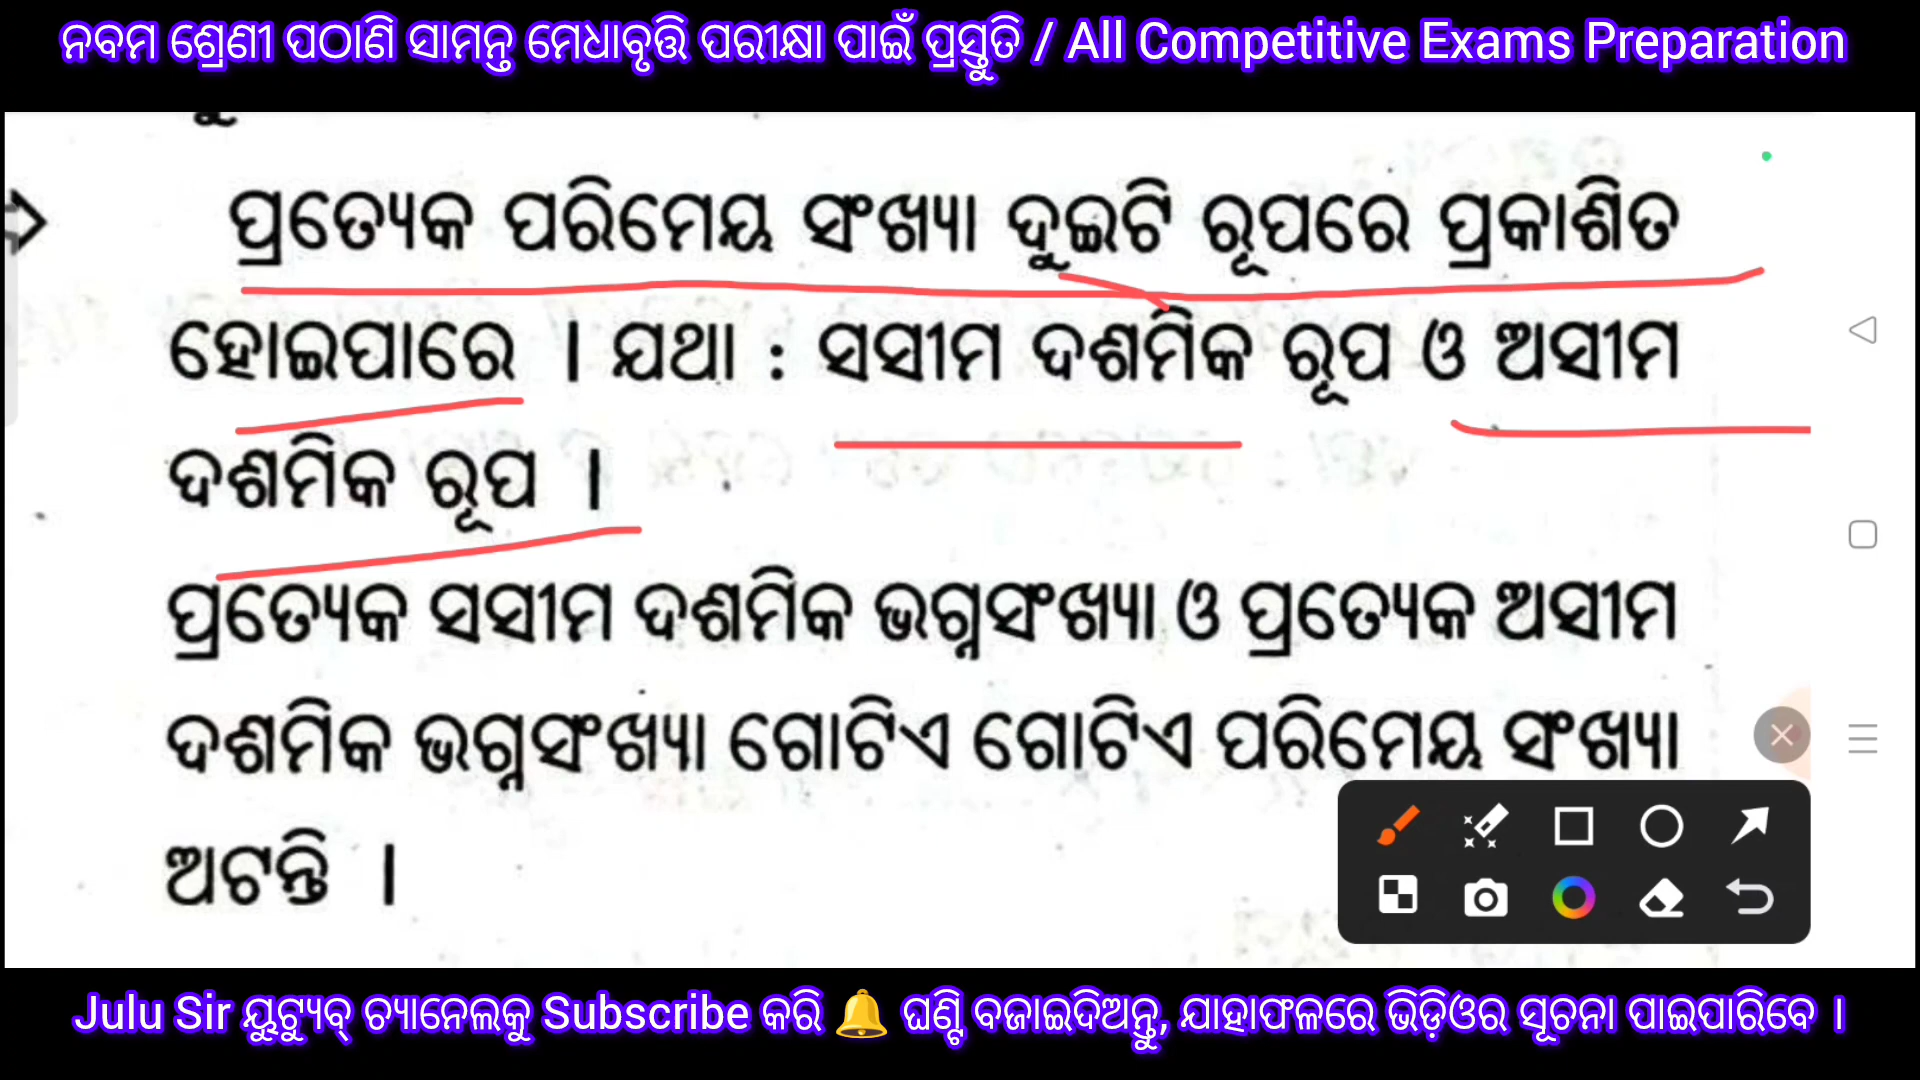 ନବମ ଶ୍ରେଣୀ ପଠାଣି ସାମନ୍ତ ମେଧାବୃତ୍ତି ପରୀକ୍ଷା ପାଇଁ ପ୍ରସ୍ତୁତି / All Competitive Exams Preparation
ପ୍ରତ୍ୟେକ ପରିମେୟ ସଂଖ୍ୟା ଦୁଇଟି ରୂପରେ ପ୍ରକାଶିତ
ହୋଇପାରେ । ଯଥା : ସସୀମ ଦଶମିକ ରୂପ ଓ ଅସୀମ
ଦଶମିକ ରୂପ ।
ପ୍ରତ୍ୟେକ ସସୀମ ଦଶମିକ ଭଗ୍ନସଂଖ୍ୟା ଓ ପ୍ରତ୍ୟେକ ଅସୀମ
ଦଶମିକ ଭଗ୍ନସଂଖ୍ୟା ଗୋଟିଏ ଗୋଟିଏ ପରିମେୟ ସଂଖ୍ୟା
ଅଟନ୍ତି ।
Julu Sir ୟୁଟ୍ୟୁବ୍ ଚ୍ୟାନେଲକୁ Subscribe କରି 🔔 ଘଣ୍ଟି ବଜାଇଦିଅନ୍ତୁ, ଯାହାଫଳରେ ଭିଡ଼ିଓର ସୂଚନା ପାଇପାରିବେ ।